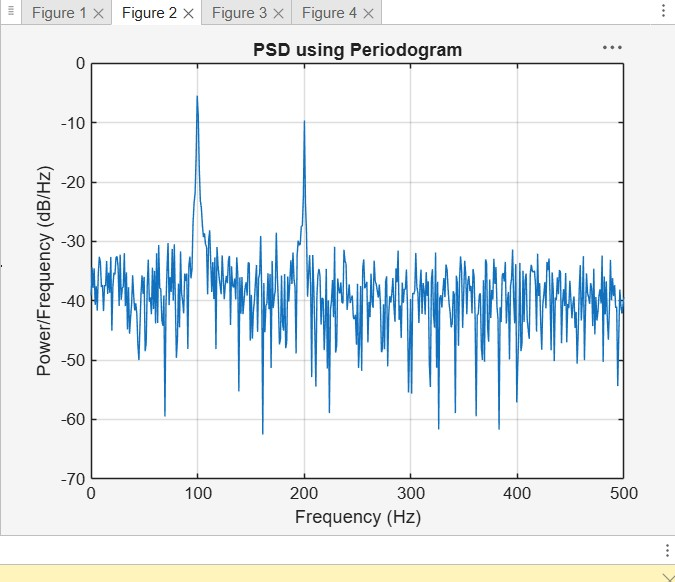 Figure 1 × Figure 2 × Figure 3 × Figure 4 ×
PSD using Periodogram
0
-10
-20
-30
-40
-50
-60
-70
Power/Frequency (dB/Hz)
0 100 200 300 400 500
Frequency (Hz)